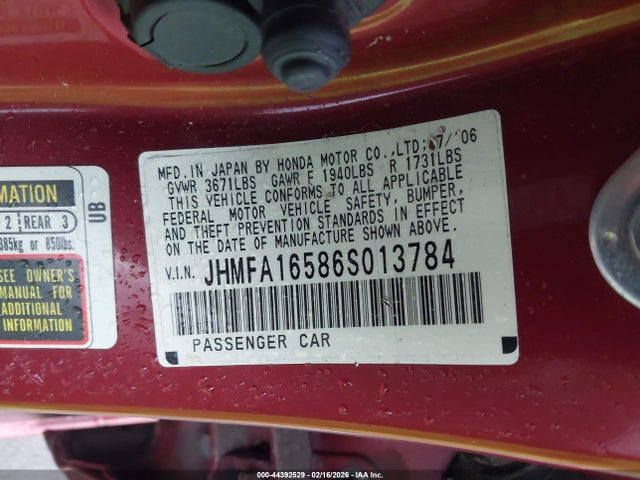 MFD. IN JAPAN BY HONDA MOTOR CO.,LTD. 07/'06
GVWR 3671LBS GAWR F 1940LBS R 1731LBS
THIS VEHICLE CONFORMS TO ALL APPLICABLE
FEDERAL MOTOR VEHICLE SAFETY, BUMPER,
AND THEFT PREVENTION STANDARDS IN EFFECT
ON THE DATE OF MANUFACTURE SHOWN ABOVE.
V.I.N. JHMFA16586S013784
PASSENGER CAR
MATION
2 REAR 3
385kg or 850lbs.
SEE OWNER'S
MANUAL FOR
ADDITIONAL
INFORMATION
UB
000-44392529 - 02/16/2026 - IAA Inc.